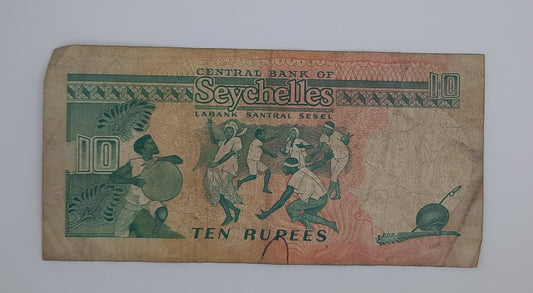 CENTRAL BANK OF
10
Seychelles
LABANK SANTRAL SESEL
10
TEN RUPEES